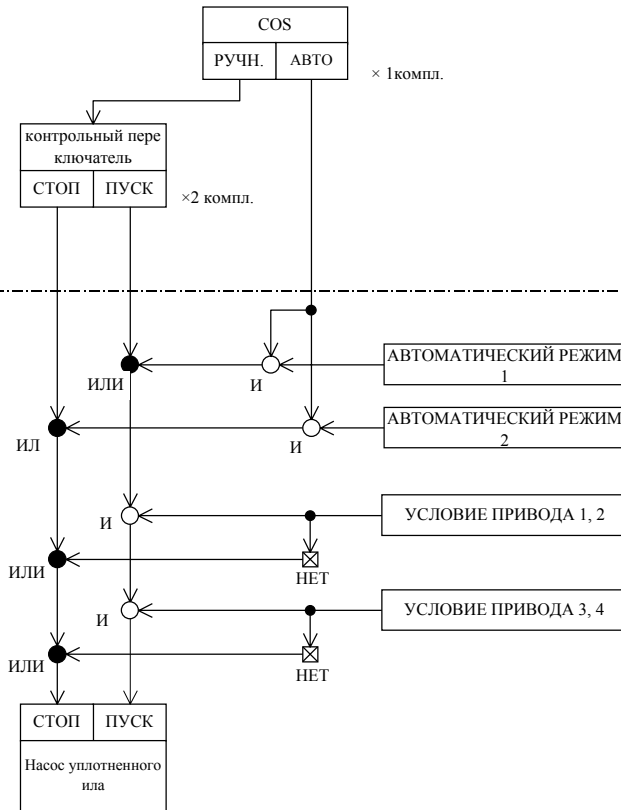 COS
РУЧН. АВТО
× 1компл.
контрольный пере
ключатель
СТОП ПУСК
×2 компл.
АВТОМАТИЧЕСКИЙ РЕЖИМ
1
ИЛИ
И
АВТОМАТИЧЕСКИЙ РЕЖИМ
2
ИЛ
И
УСЛОВИЕ ПРИВОДА 1, 2
И
ИЛИ
НЕТ
УСЛОВИЕ ПРИВОДА 3, 4
И
ИЛИ
НЕТ
СТОП ПУСК
Насос уплотненного
ила